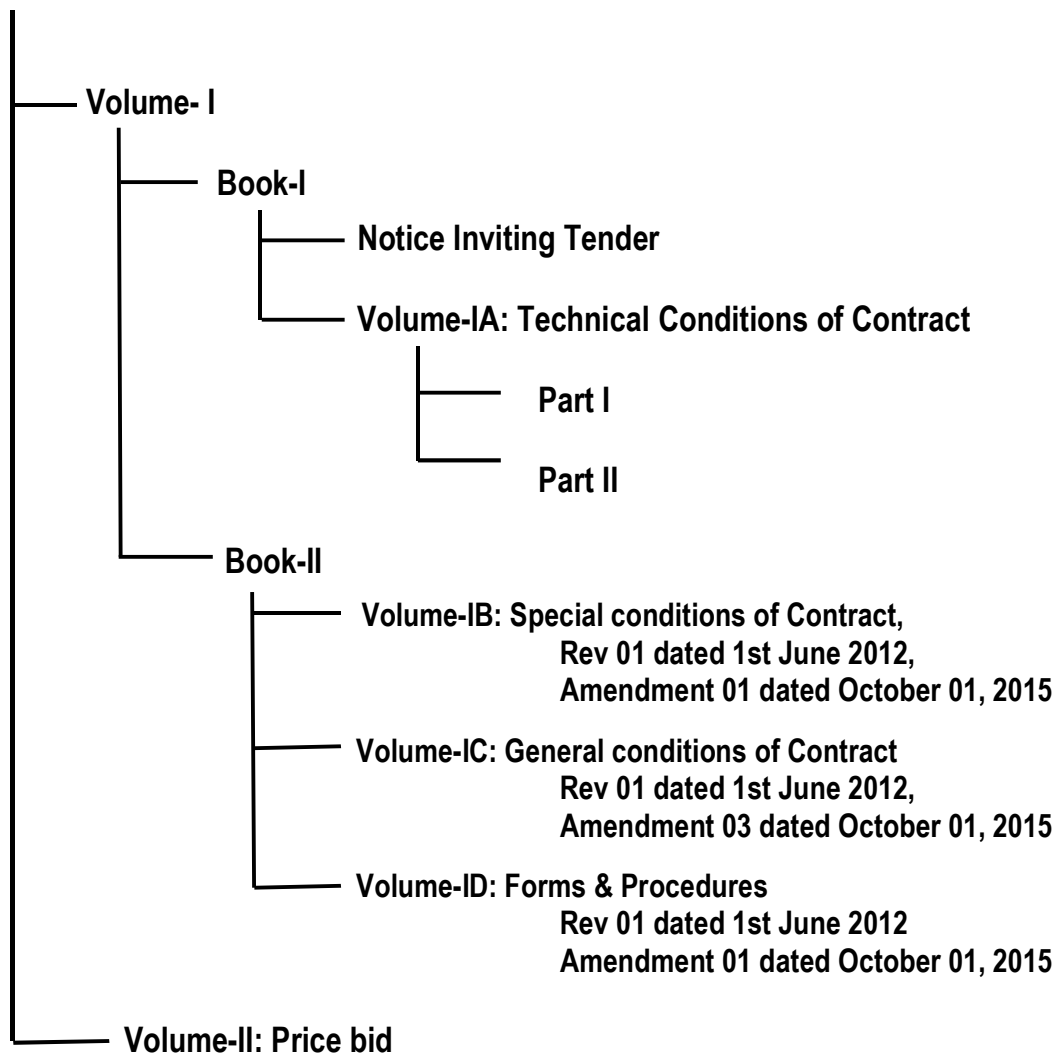 Volume- I
Book-I
Notice Inviting Tender
Volume-IA: Technical Conditions of Contract
Part I
Part II
Book-II
Volume-IB: Special conditions of Contract,
Rev 01 dated 1st June 2012,
Amendment 01 dated October 01, 2015
Volume-IC: General conditions of Contract
Rev 01 dated 1st June 2012,
Amendment 03 dated October 01, 2015
Volume-ID: Forms & Procedures
Rev 01 dated 1st June 2012
Amendment 01 dated October 01, 2015
Volume-II: Price bid